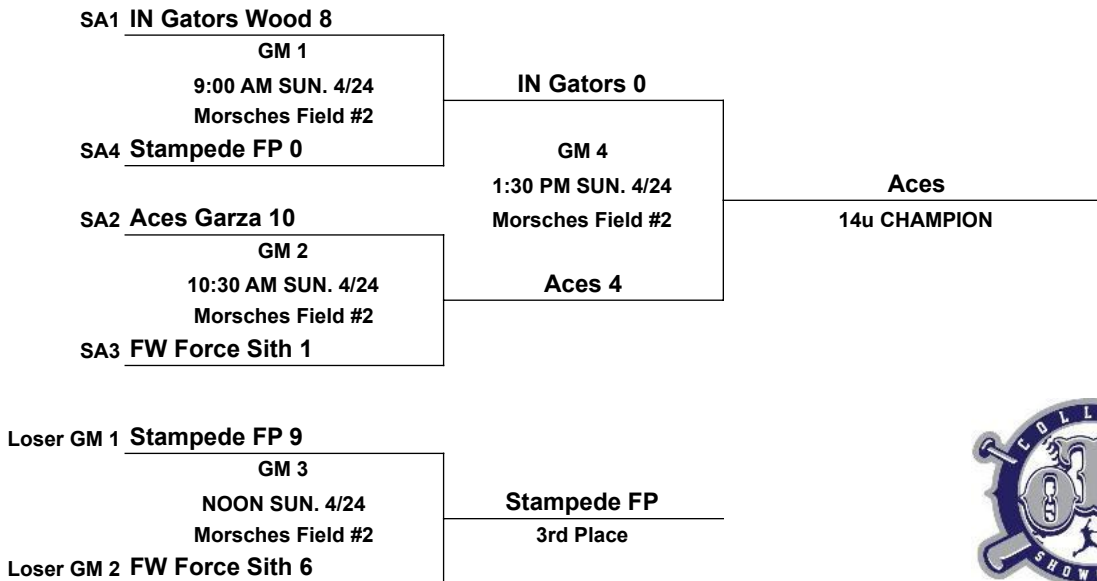 SA1 IN Gators Wood 8
GM 1
9:00 AM SUN. 4/24
Morsches Field #2
SA4 Stampede FP 0
IN Gators 0
GM 4
1:30 PM SUN. 4/24
Morsches Field #2
Aces
14u CHAMPION
SA2 Aces Garza 10
GM 2
10:30 AM SUN. 4/24
Morsches Field #2
Aces 4
SA3 FW Force Sith 1
Loser GM 1 Stampede FP 9
GM 3
NOON SUN. 4/24
Morsches Field #2
Stampede FP
3rd Place
Loser GM 2 FW Force Sith 6